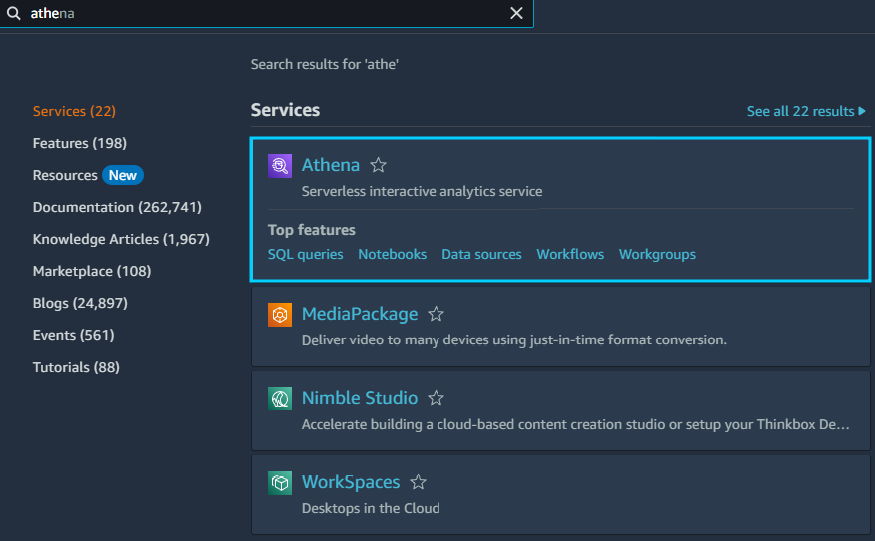 athena
Search results for 'athe'
Services (22)
Features (198)
Resources New
Documentation (262,741)
Knowledge Articles (1,967)
Marketplace (108)
Blogs (24,897)
Events (561)
Tutorials (88)
Services
See all 22 results
Athena
Serverless interactive analytics service
Top features
SQL queries Notebooks Data sources Workflows Workgroups
MediaPackage
Deliver video to many devices using just-in-time format conversion.
Nimble Studio
Accelerate building a cloud-based content creation studio or setup your Thinkbox De...
WorkSpaces
Desktops in the Cloud